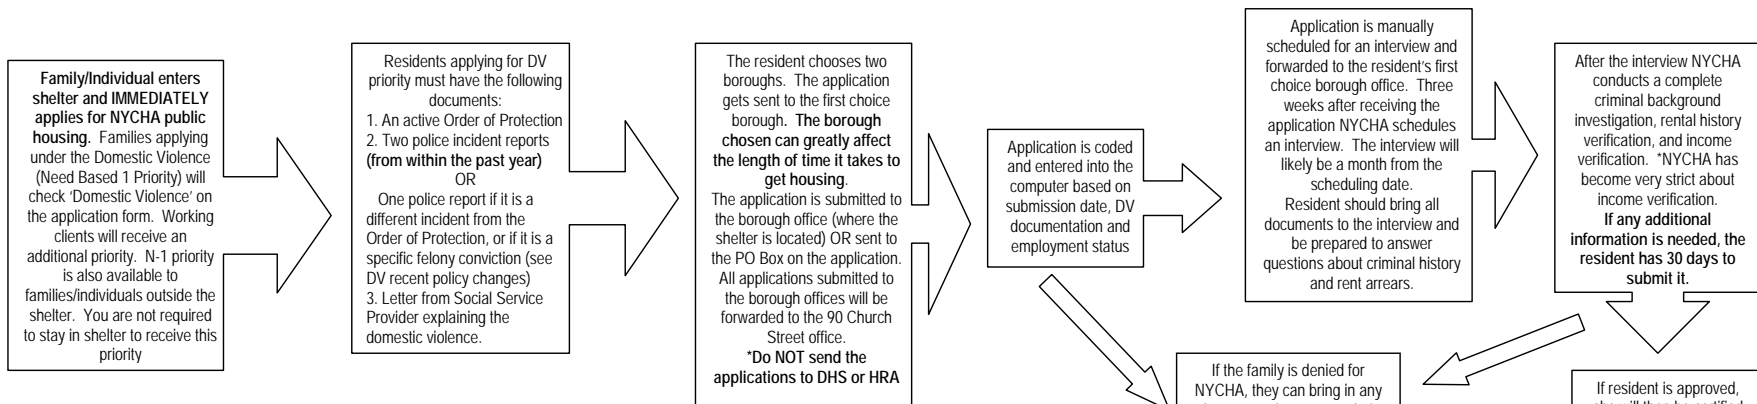 Family/Individual enters
shelter and IMMEDIATELY
applies for NYCHA public
housing. Families applying
under the Domestic Violence
(Need Based 1 Priority) will
check 'Domestic Violence' on
the application form. Working
clients will receive an
additional priority. N-1 priority
is also available to
families/individuals outside the
shelter. You are not required
to stay in shelter to receive this
priority
Residents applying for DV
priority must have the following
documents:
1. An active Order of Protection
2. Two police incident reports
(from within the past year)
OR
One police report if it is a
different incident from the
Order of Protection, or if it is a
specific felony conviction (see
DV recent policy changes)
3. Letter from Social Service
Provider explaining the
domestic violence.
The resident chooses two
boroughs. The application
gets sent to the first choice
borough. The borough
chosen can greatly affect
the length of time it takes to
get housing.
The application is submitted to
the borough office (where the
shelter is located) OR sent to
the PO Box on the application.
All applications submitted to
the borough offices will be
forwarded to the 90 Church
Street office.
*Do NOT send the
applications to DHS or HRA
Application is coded
and entered into the
computer based on
submission date, DV
documentation and
employment status
Application is manually
scheduled for an interview and
forwarded to the resident's first
choice borough office. Three
weeks after receiving the
application NYCHA schedules
an interview. The interview will
likely be a month from the
scheduling date.
Resident should bring all
documents to the interview and
be prepared to answer
questions about criminal history
and rent arrears.
After the interview NYCHA
conducts a complete
criminal background
investigation, rental history
verification, and income
verification. *NYCHA has
become very strict about
income verification.
If any additional
information is needed, the
resident has 30 days to
submit it.
If the family is denied for
NYCHA, they can bring in any
If resident is approved,